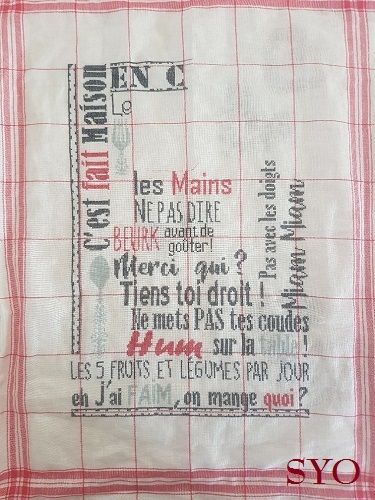 EN C
Le
C'est fait Maison
les Mains
NE PAS DIRE
BEURK avant de
goûter!
Pas avec les doigts
Miam Miam
Merci qui ?
Tiens toi droit !
Ne mets PAS tes coudes
Hum sur la table !
LES 5 FRUITS ET LÉGUMES PAR JOUR
eh j'ai FAIM, on mange quoi ?
SYO